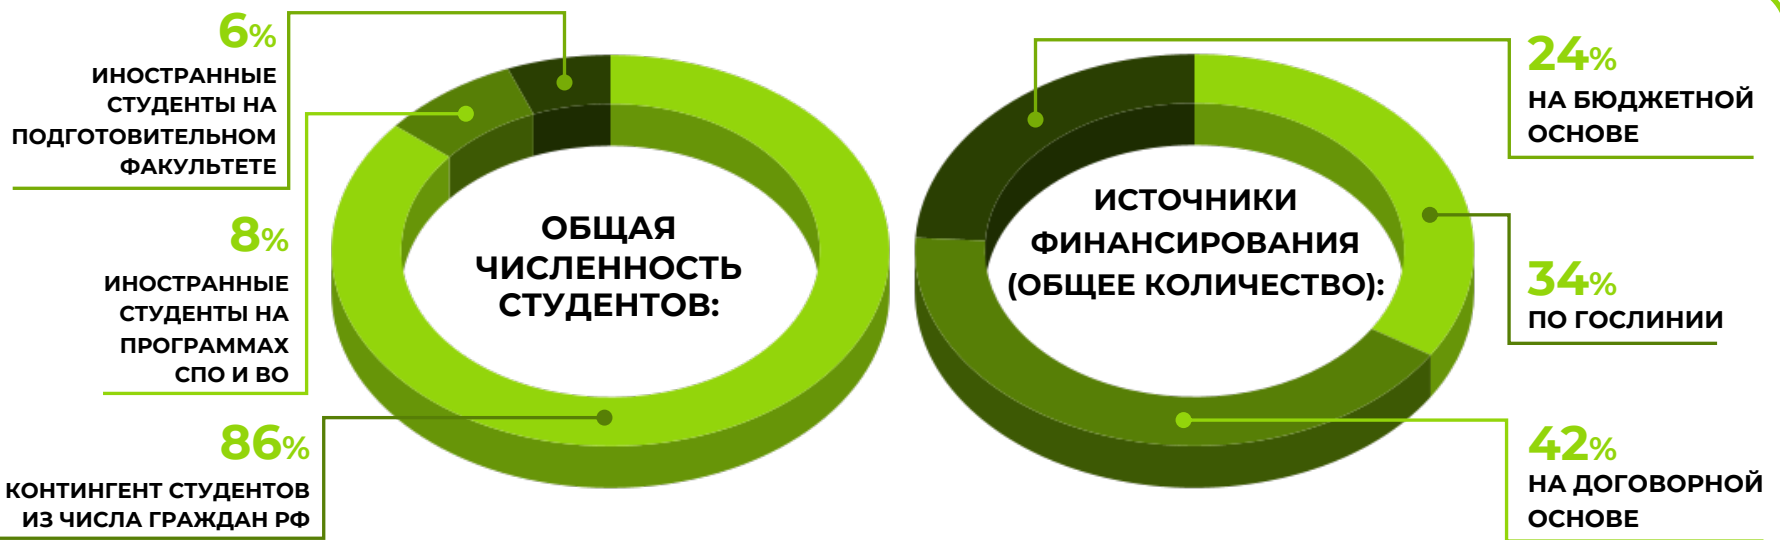 6%
ИНОСТРАННЫЕ
СТУДЕНТЫ НА
ПОДГОТОВИТЕЛЬНОМ
ФАКУЛЬТЕТЕ
8%
ИНОСТРАННЫЕ
СТУДЕНТЫ НА
ПРОГРАММАХ
СПО И ВО
86%
КОНТИНГЕНТ СТУДЕНТОВ
ИЗ ЧИСЛА ГРАЖДАН РФ
ОБЩАЯ
ЧИСЛЕННОСТЬ
СТУДЕНТОВ:
ИСТОЧНИКИ
ФИНАНСИРОВАНИЯ
(ОБЩЕЕ КОЛИЧЕСТВО):
24%
НА БЮДЖЕТНОЙ
ОСНОВЕ
34%
ПО ГОСЛИНИИ
42%
НА ДОГОВОРНОЙ
ОСНОВЕ